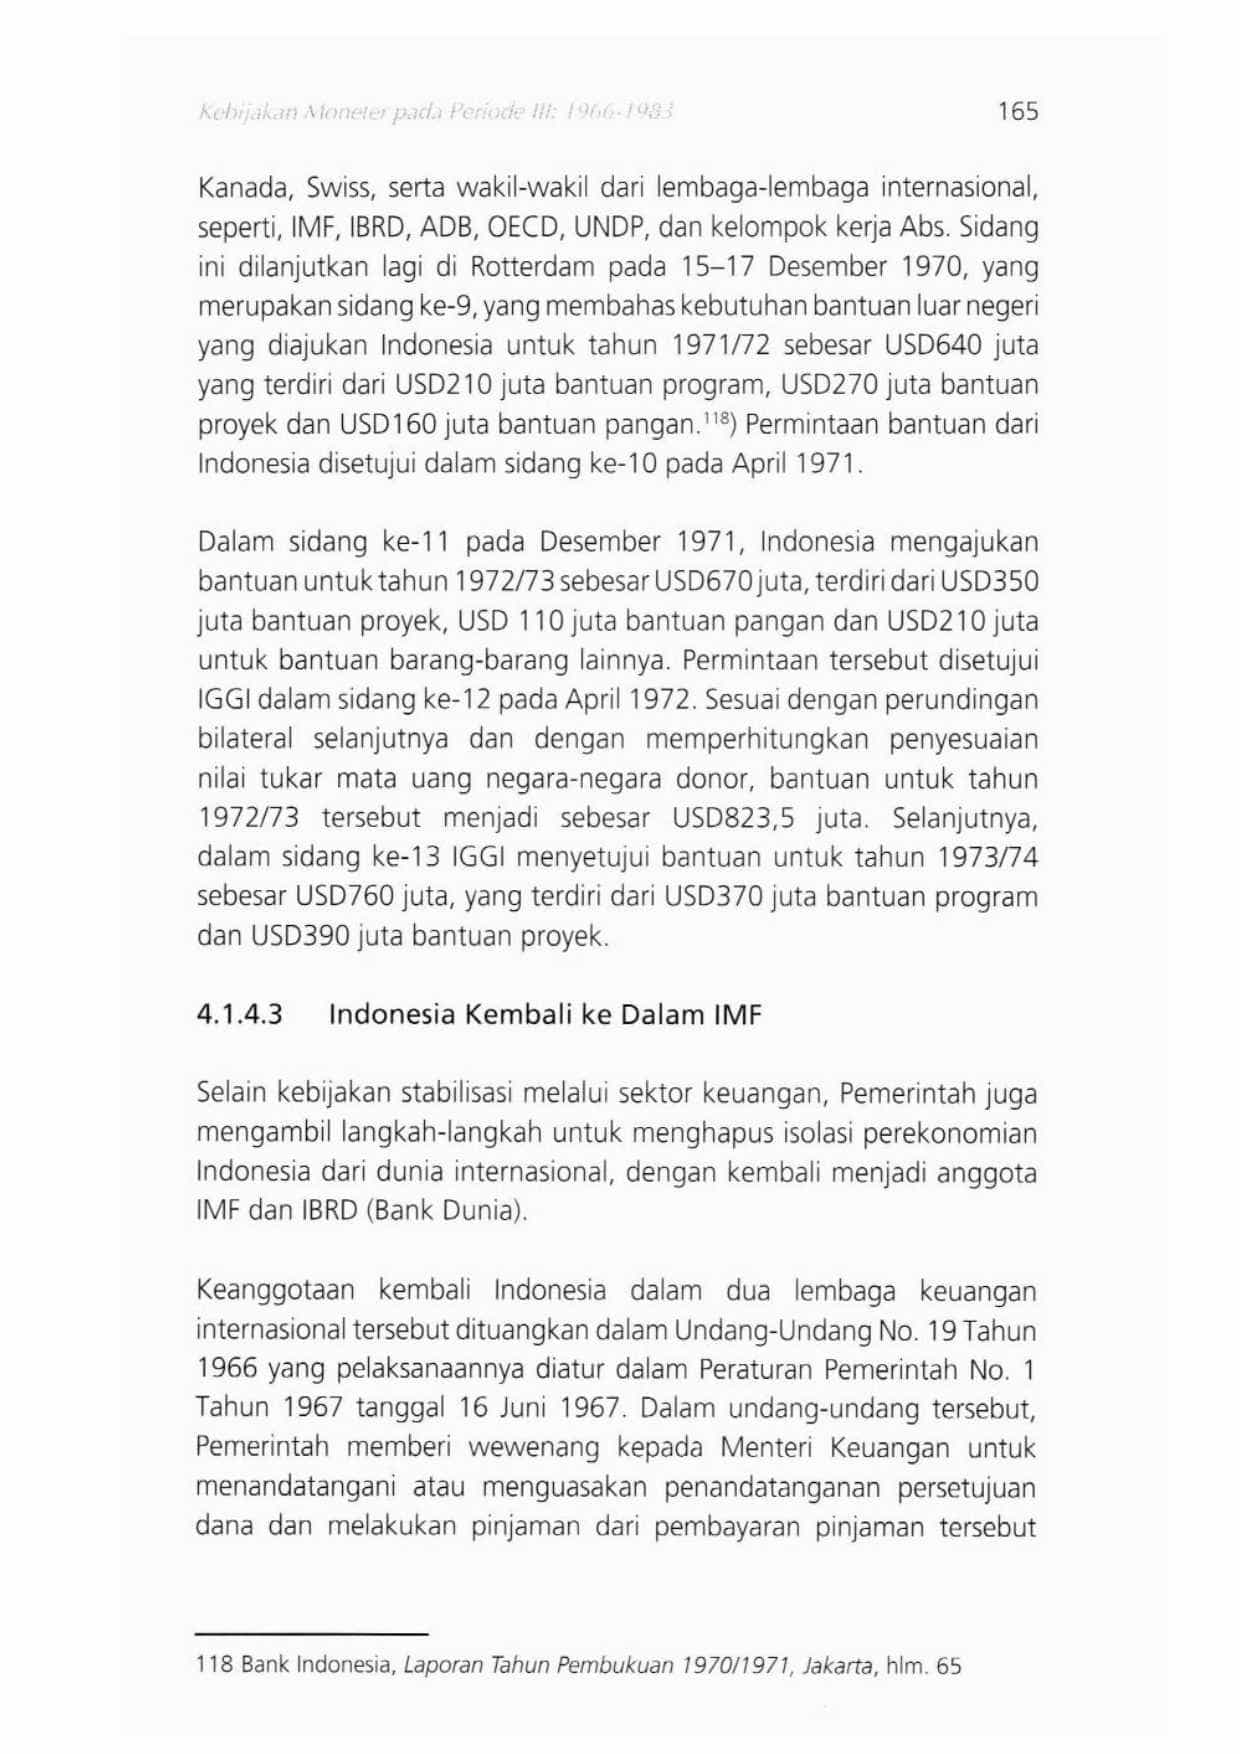 Kebijakan Moneter pada Periode III: 1966-1983 165
Kanada, Swiss, serta wakil-wakil dari lembaga-lembaga internasional,
seperti, IMF, IBRD, ADB, OECD, UNDP, dan kelompok kerja Abs. Sidang
ini dilanjutkan lagi di Rotterdam pada 15–17 Desember 1970, yang
merupakan sidang ke-9, yang membahas kebutuhan bantuan luar negeri
yang diajukan Indonesia untuk tahun 1971/72 sebesar USD640 juta
yang terdiri dari USD210 juta bantuan program, USD270 juta bantuan
proyek dan USD160 juta bantuan pangan.¹¹⁸) Permintaan bantuan dari
Indonesia disetujui dalam sidang ke-10 pada April 1971.
Dalam sidang ke-11 pada Desember 1971, Indonesia mengajukan
bantuan untuk tahun 1972/73 sebesar USD670 juta, terdiri dari USD350
juta bantuan proyek, USD 110 juta bantuan pangan dan USD210 juta
untuk bantuan barang-barang lainnya. Permintaan tersebut disetujui
IGGI dalam sidang ke-12 pada April 1972. Sesuai dengan perundingan
bilateral selanjutnya dan dengan memperhitungkan penyesuaian
nilai tukar mata uang negara-negara donor, bantuan untuk tahun
1972/73 tersebut menjadi sebesar USD823,5 juta. Selanjutnya,
dalam sidang ke-13 IGGI menyetujui bantuan untuk tahun 1973/74
sebesar USD760 juta, yang terdiri dari USD370 juta bantuan program
dan USD390 juta bantuan proyek.
4.1.4.3 Indonesia Kembali ke Dalam IMF
Selain kebijakan stabilisasi melalui sektor keuangan, Pemerintah juga
mengambil langkah-langkah untuk menghapus isolasi perekonomian
Indonesia dari dunia internasional, dengan kembali menjadi anggota
IMF dan IBRD (Bank Dunia).
Keanggotaan kembali Indonesia dalam dua lembaga keuangan
internasional tersebut dituangkan dalam Undang-Undang No. 19 Tahun
1966 yang pelaksanaannya diatur dalam Peraturan Pemerintah No. 1
Tahun 1967 tanggal 16 Juni 1967. Dalam undang-undang tersebut,
Pemerintah memberi wewenang kepada Menteri Keuangan untuk
menandatangani atau menguasakan penandatanganan persetujuan
dana dan melakukan pinjaman dari pembayaran pinjaman tersebut
118 Bank Indonesia, Laporan Tahun Pembukuan 1970/1971, Jakarta, hlm. 65